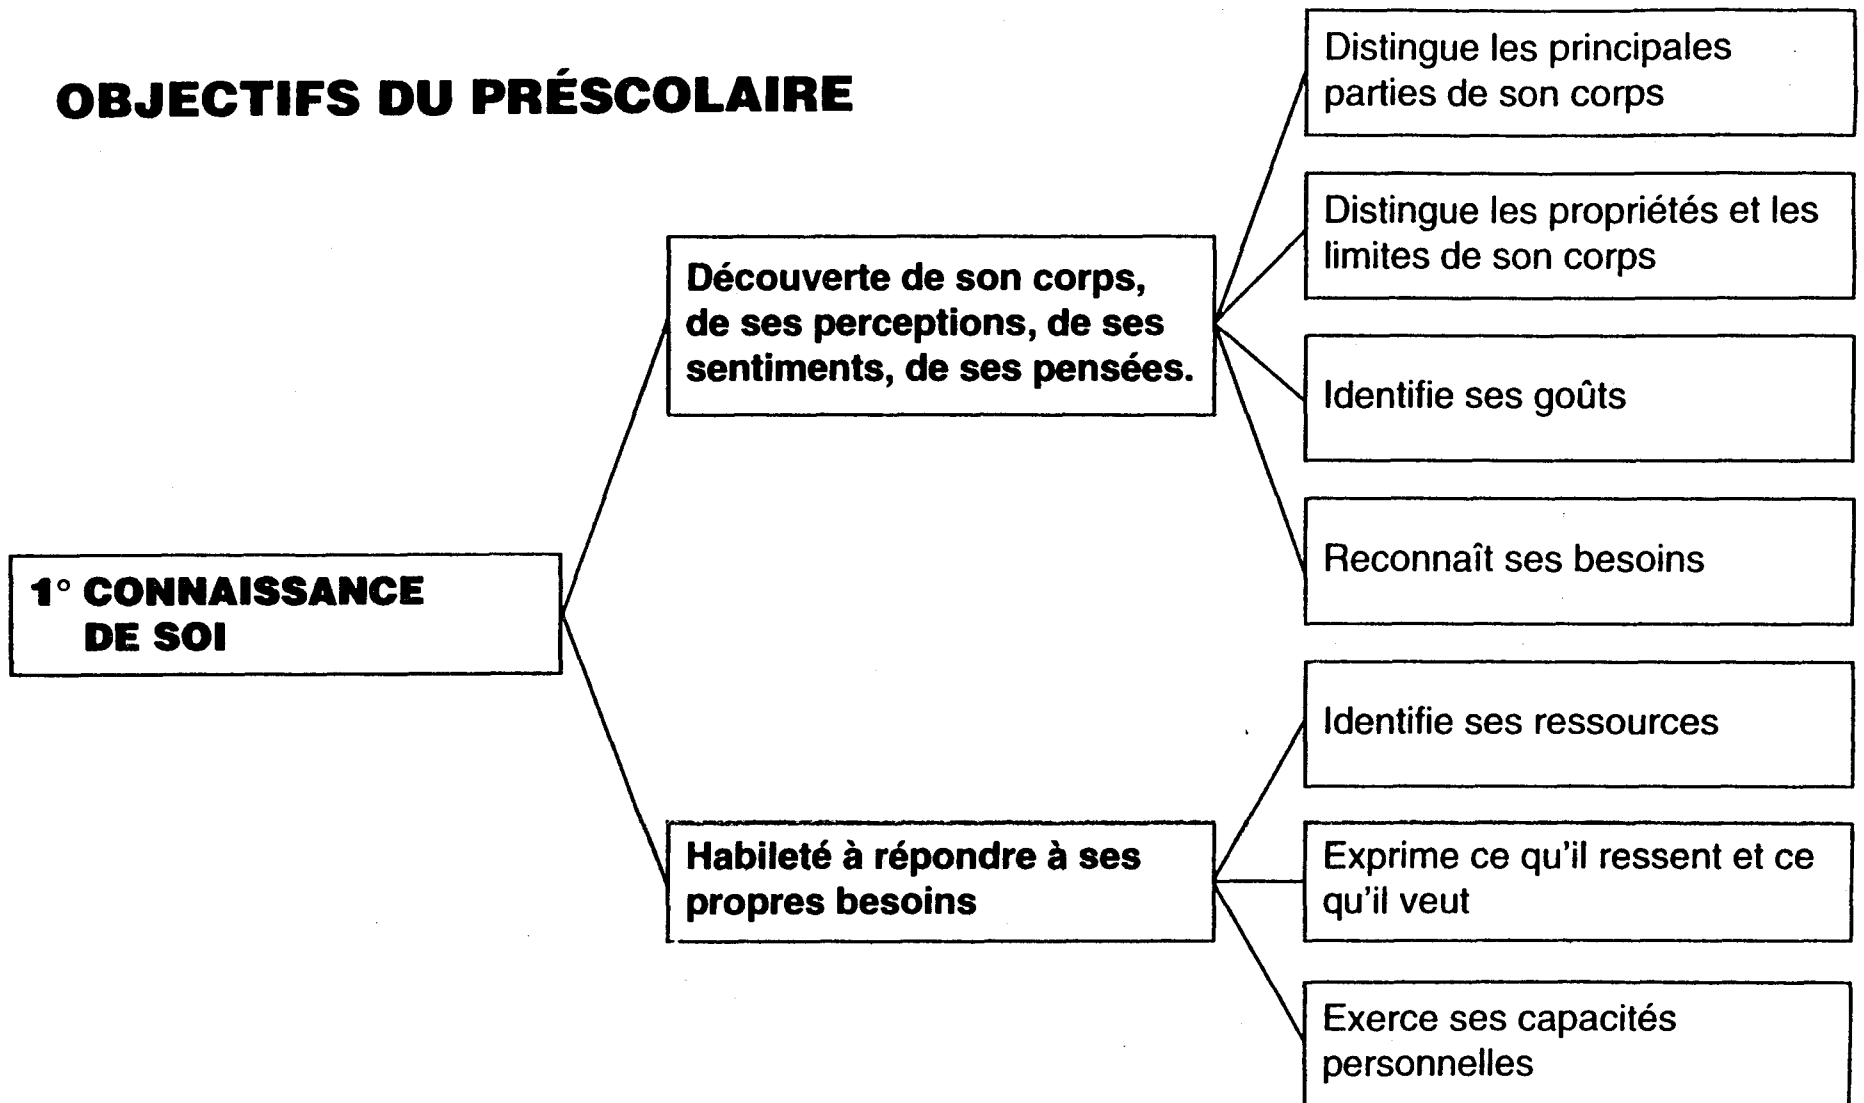 OBJECTIFS DU PRÉSCOLAIRE
1° CONNAISSANCE
DE SOI
Découverte de son corps,
de ses perceptions, de ses
sentiments, de ses pensées.
Distingue les principales
parties de son corps
Distingue les propriétés et les
limites de son corps
Identifie ses goûts
Reconnaît ses besoins
Habileté à répondre à ses
propres besoins
Identifie ses ressources
Exprime ce qu'il ressent et ce
qu'il veut
Exerce ses capacités
personnelles